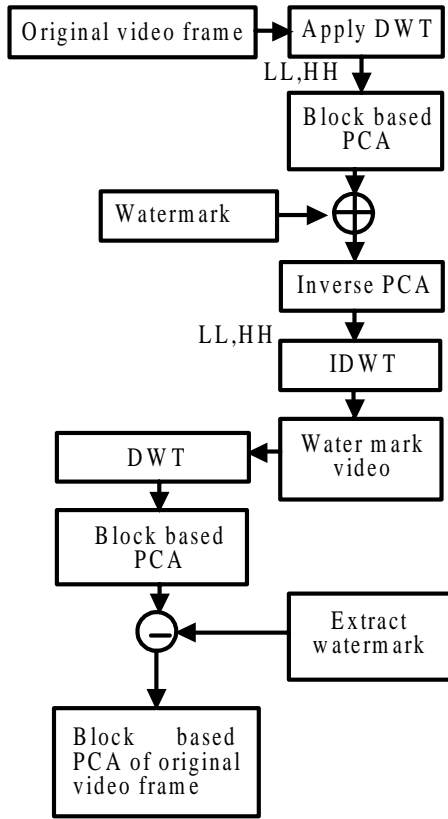 Original video frame
Apply DWT
LL,HH
Block based
PCA
Watermark
Inverse PCA
LL,HH
IDWT
Water mark
video
DWT
Block based
PCA
Extract
watermark
Block based
PCA of original
video frame